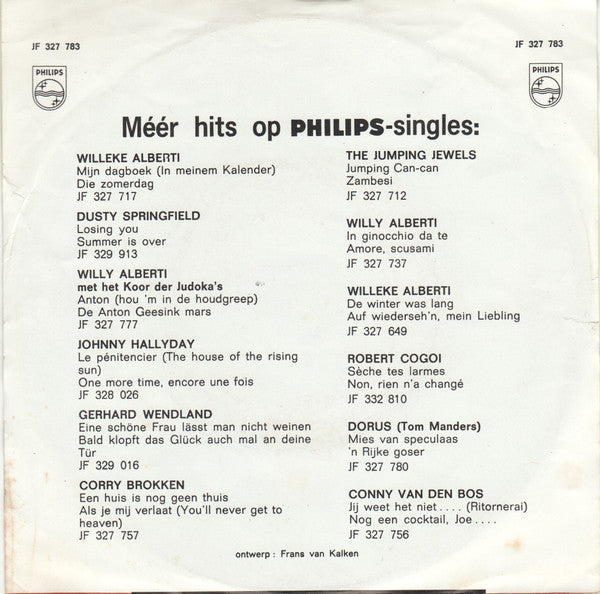 JF 327 783
JF 327 783
PHILIPS
PHILIPS
Méér hits op PHILIPS-singles:
WILLEKE ALBERTI
Mijn dagboek (In meinem Kalender)
Die zomerdag
JF 327 717
DUSTY SPRINGFIELD
Losing you
Summer is over
JF 329 913
WILLY ALBERTI
met het Koor der Judoka's
Anton (hou 'm in de houdgreep)
De Anton Geesink mars
JF 327 777
JOHNNY HALLYDAY
Le pénitencier (The house of the rising
sun)
One more time, encore une fois
JF 328 026
GERHARD WENDLAND
Eine schöne Frau lässt man nicht weinen
Bald klopft das Glück auch mal an deine
Tür
JF 329 016
CORRY BROKKEN
Een huis is nog geen thuis
Als je mij verlaat (You'll never get to
heaven)
JF 327 757
THE JUMPING JEWELS
Jumping Can-can
Zambesi
JF 327 712
WILLY ALBERTI
In ginocchio da te
Amore, scusami
JF 327 737
WILLEKE ALBERTI
De winter was lang
Auf wiederseh'n, mein Liebling
JF 327 649
ROBERT COGOI
Sèche tes larmes
Non, rien n'a changé
JF 332 810
DORUS (Tom Manders)
Mies van speculaas
'n Rijke goser
JF 327 780
CONNY VAN DEN BOS
Jij weet het niet.... (Ritornerai)
Nog een cocktail, Joe....
JF 327 756
ontwerp : Frans van Kalken